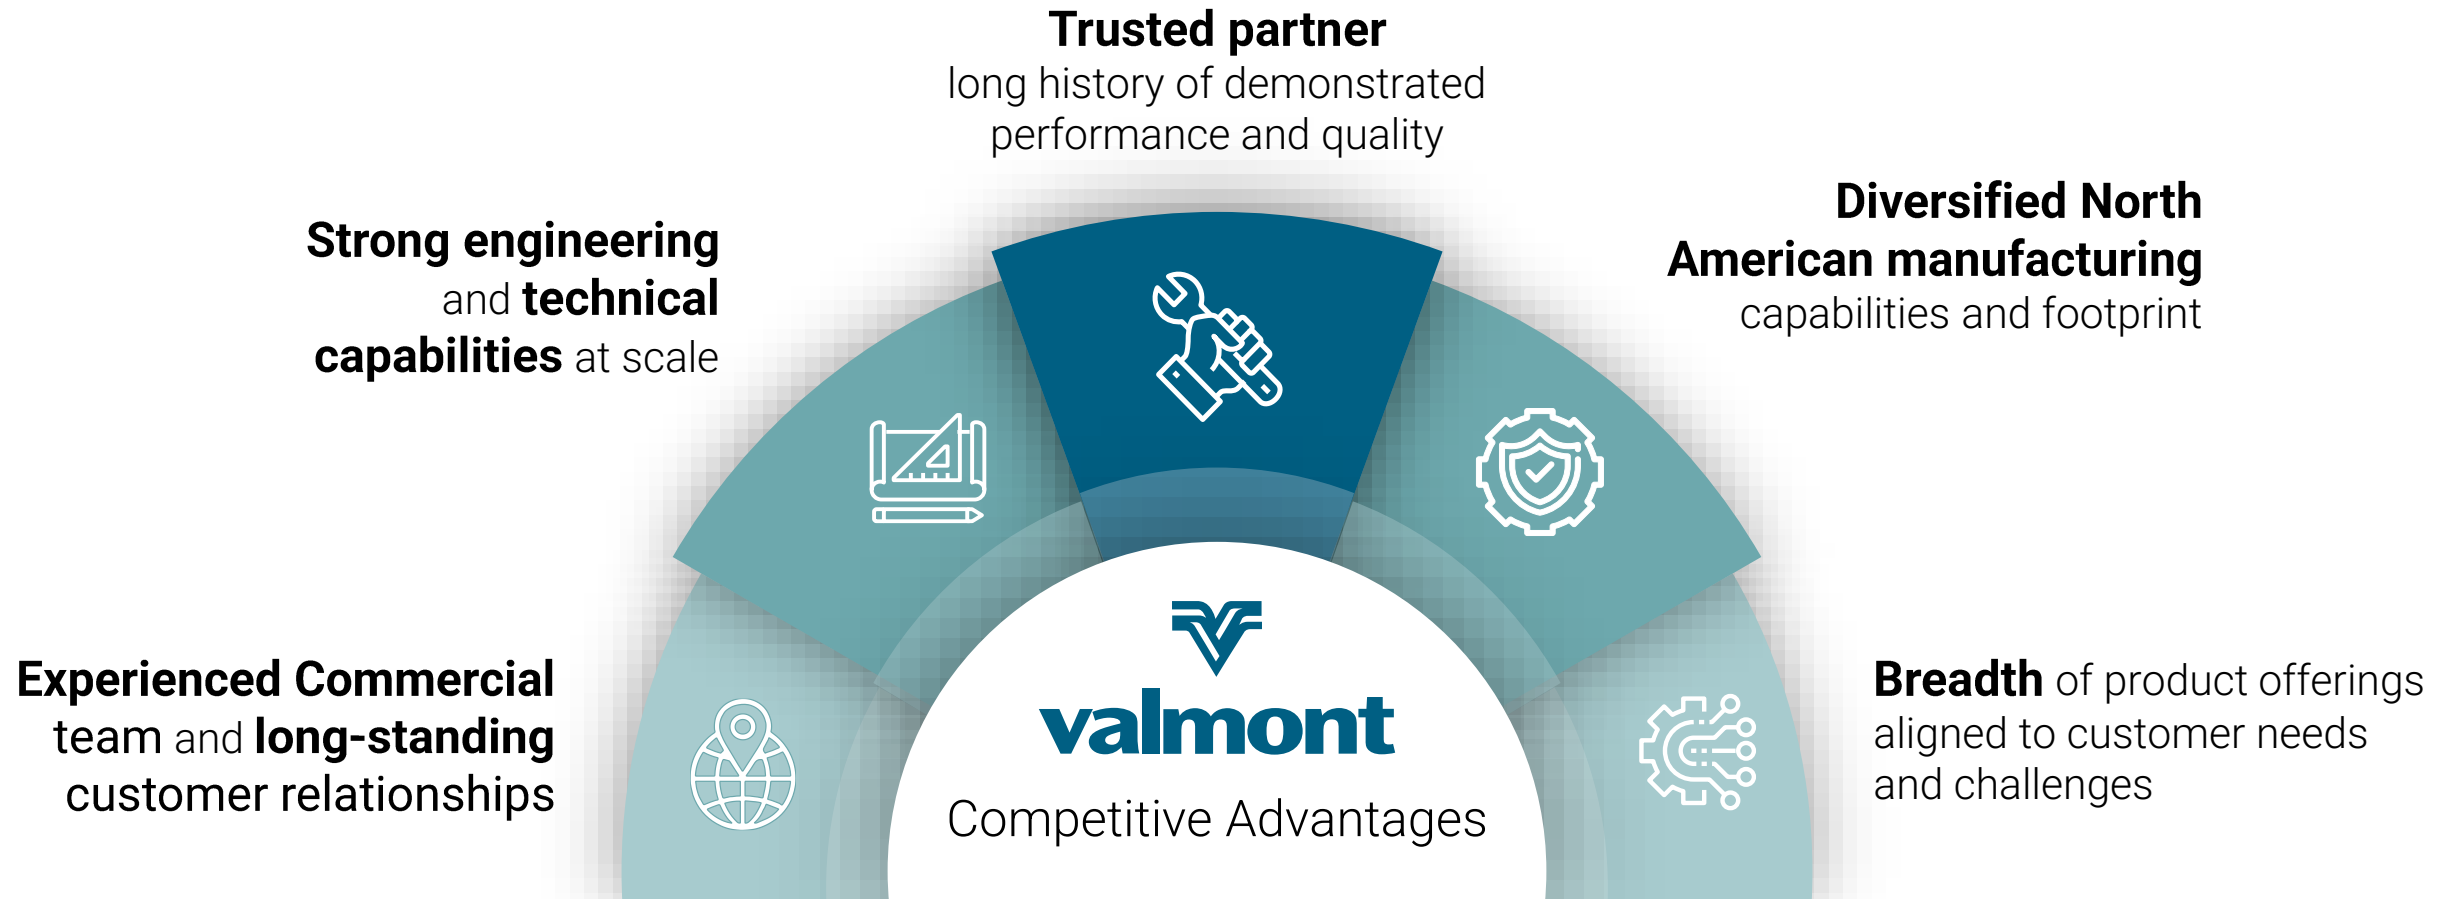 Trusted partner
long history of demonstrated
performance and quality
Strong engineering
and technical
capabilities at scale
Diversified North
American manufacturing
capabilities and footprint
Experienced Commercial
team and long-standing
customer relationships
Breadth of product offerings
aligned to customer needs
and challenges
valmont
Competitive Advantages